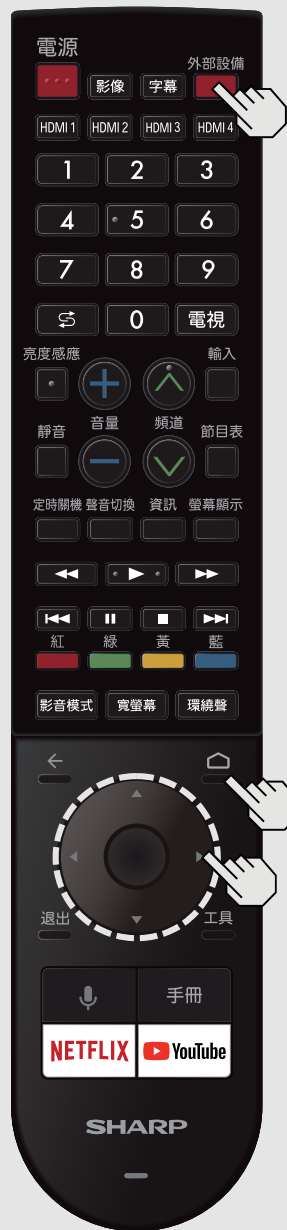 電源
外部設備
影像 字幕
HDMI 1 HDMI 2 HDMI 3 HDMI 4
1 2 3
4 5 6
7 8 9
0 電視
亮度感應 輸入
音量 頻道
靜音 節目表
定時關機 聲音切換 資訊 螢幕顯示
紅 綠 黃 藍
影音模式 寬螢幕 環繞聲
退出 工具
手冊
NETFLIX YouTube
SHARP